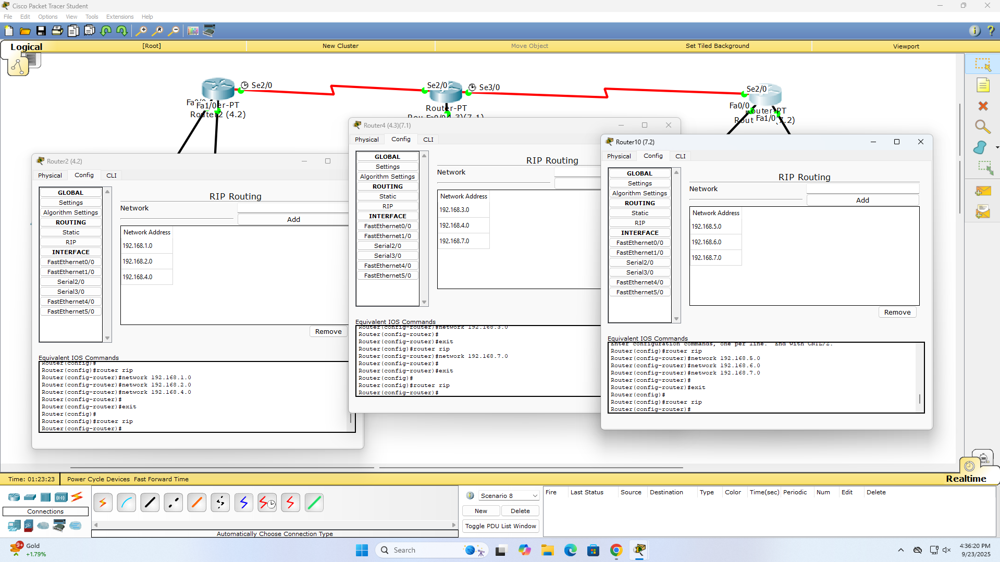 Cisco Packet Tracer Student
File Edit Options View Tools Extensions Help
Logical
[Root]
New Cluster
Move Object
Set Tiled Background
Viewport
Se2/0
Fa1/0
er-PT
Router2 (4.2)
Se2/0
Se3/0
Router-PT
Se2/0
Fa0/0
outer-PT
Fa1/0
7.2)
Router2 (4.2)
Physical Config CLI
GLOBAL
Settings
Algorithm Settings
ROUTING
Static
RIP
INTERFACE
FastEthernet0/0
FastEthernet1/0
Serial2/0
Serial3/0
FastEthernet4/0
FastEthernet5/0
RIP Routing
Network
Add
Network Address
192.168.1.0
192.168.2.0
192.168.4.0
Remove
Equivalent IOS Commands
Router(config)#
Router(config)#router rip
Router(config-router)#network 192.168.1.0
Router(config-router)#network 192.168.2.0
Router(config-router)#network 192.168.4.0
Router(config-router)#
Router(config-router)#exit
Router(config)#
Router(config)#router rip
Router(config-router)#
Router4 (4.3)(7.1)
Physical Config CLI
GLOBAL
Settings
Algorithm Settings
ROUTING
Static
RIP
INTERFACE
FastEthernet0/0
FastEthernet1/0
Serial2/0
Serial3/0
FastEthernet4/0
FastEthernet5/0
RIP Routing
Network
Network Address
192.168.3.0
192.168.4.0
192.168.7.0
Equivalent IOS Commands
Router(config-router)#network 192.168.3.0
Router(config-router)#
Router(config-router)#exit
Router(config)#router rip
Router(config-router)#network 192.168.7.0
Router(config-router)#
Router(config-router)#exit
Router(config)#
Router(config)#router rip
Router(config-router)#
Router10 (7.2)
Physical Config CLI
GLOBAL
Settings
Algorithm Settings
ROUTING
Static
RIP
INTERFACE
FastEthernet0/0
FastEthernet1/0
Serial2/0
Serial3/0
FastEthernet4/0
FastEthernet5/0
RIP Routing
Network
Add
Network Address
192.168.5.0
192.168.6.0
192.168.7.0
Remove
Equivalent IOS Commands
Enter configuration commands, one per line. End with CNTL/Z.
Router(config)#router rip
Router(config-router)#network 192.168.5.0
Router(config-router)#network 192.168.6.0
Router(config-router)#network 192.168.7.0
Router(config-router)#
Router(config-router)#exit
Router(config)#
Router(config)#router rip
Router(config-router)#
Time: 01:23:23 Power Cycle Devices Fast Forward Time
Realtime
Connections
Automatically Choose Connection Type
Scenario 8
New Delete
Toggle PDU List Window
Fire Last Status Source Destination Type Color Time(sec) Periodic Num Edit Delete
9+
Gold
+1.79%
Search
4:36:20 PM
9/23/2025